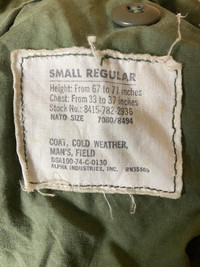 SMALL REGULAR
Height: From 67 to 71 inches
Chest: From 33 to 37 inches
Stock No.: 8415-782-2936
NATO SIZE 7080/8494
COAT, COLD WEATHER,
MAN'S, FIELD
DSA100-74-C-0130
ALPHA INDUSTRIES, INC.